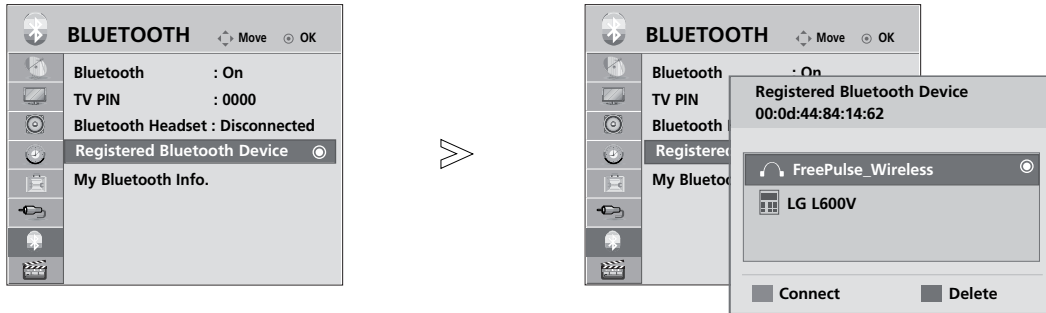 BLUETOOTH Move OK
Bluetooth : On
TV PIN : 0000
Bluetooth Headset : Disconnected
Registered Bluetooth Device
My Bluetooth Info.
BLUETOOTH Move OK
Bluetooth : On
TV PIN
Bluetooth
Registered
My Bluetoo
Registered Bluetooth Device
00:0d:44:84:14:62
FreePulse_Wireless
LG L600V
Connect Delete